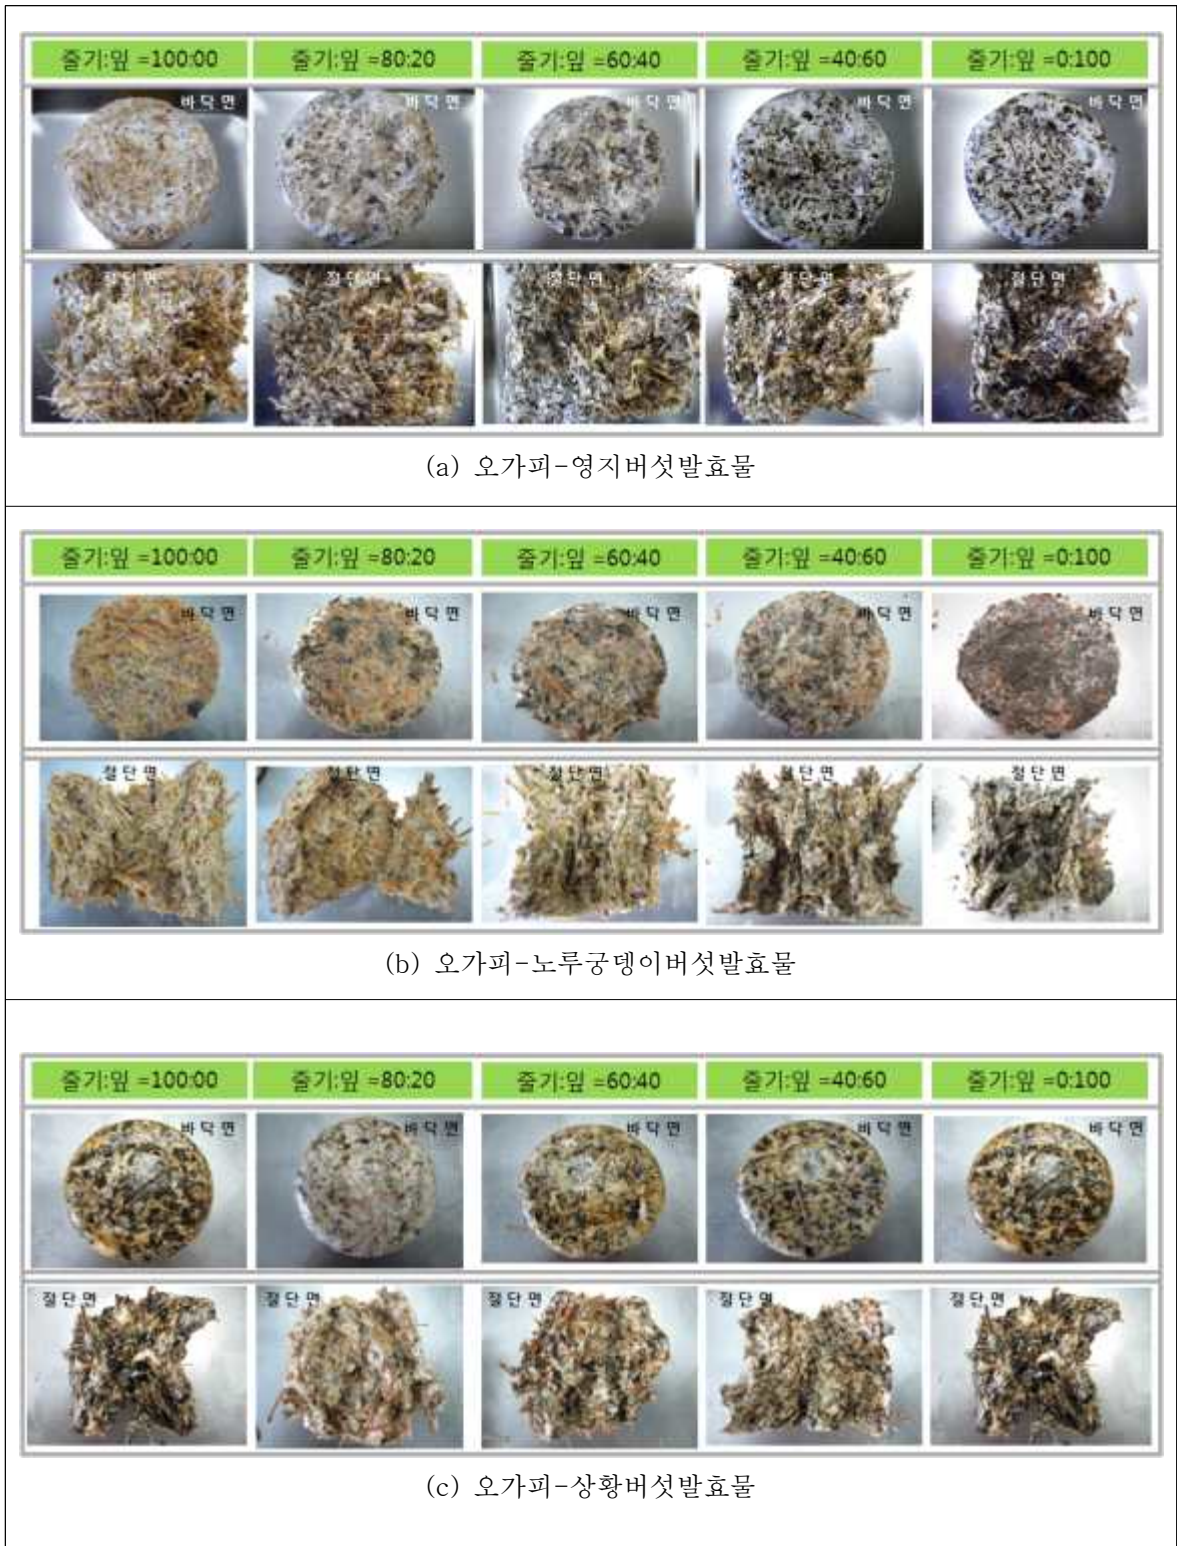 줄기:잎 =100:00 줄기:잎 =80:20 줄기:잎 =60:40 줄기:잎 =40:60 줄기:잎 =0:100
바닥면 바닥면 바닥면 바닥면 바닥면
절단면 절단면 절단면 절단면 절단면
(a) 오가피-영지버섯발효물
줄기:잎 =100:00 줄기:잎 =80:20 줄기:잎 =60:40 줄기:잎 =40:60 줄기:잎 =0:100
바닥면 바닥면 바닥면 바닥면 바닥면
절단면 절단면 절단면 절단면 절단면
(b) 오가피-노루궁뎅이버섯발효물
줄기:잎 =100:00 줄기:잎 =80:20 줄기:잎 =60:40 줄기:잎 =40:60 줄기:잎 =0:100
바닥면 바닥면 바닥면 바닥면 바닥면
절단면 절단면 절단면 절단면 절단면
(c) 오가피-상황버섯발효물